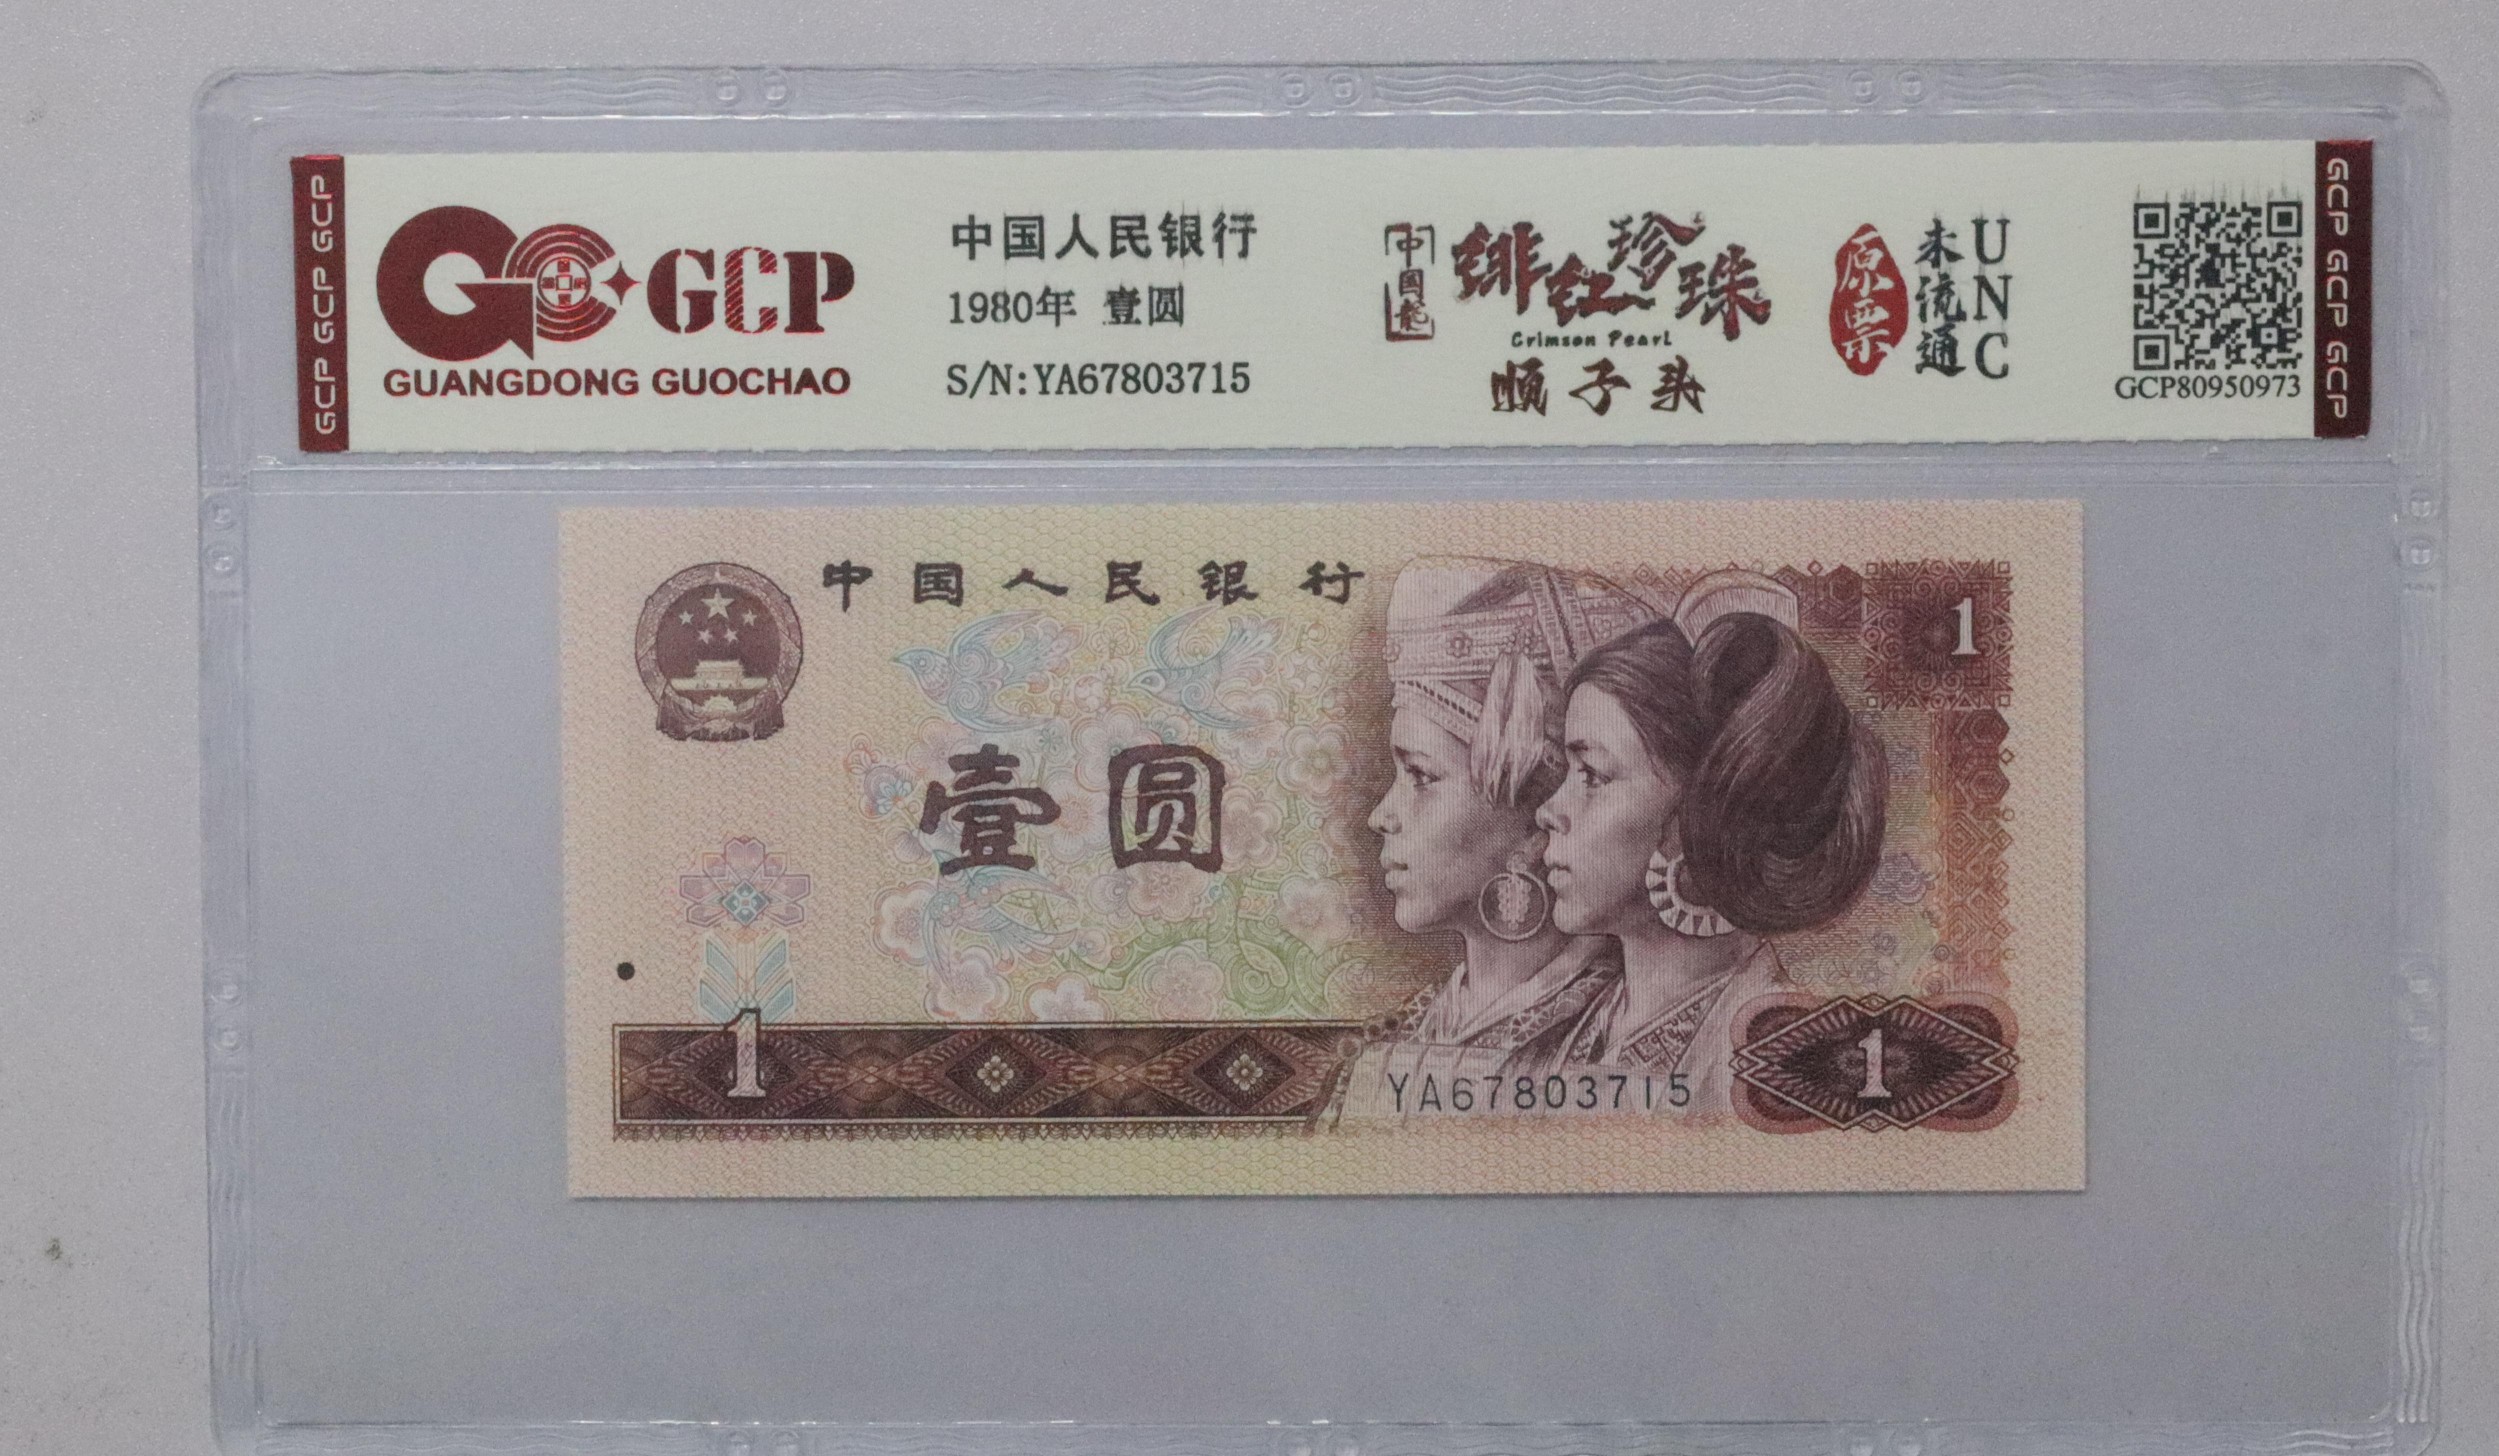 GCP GCP GCP
GCP
GUANGDONG GUOCHAO
中国人民银行
1980年 壹圆
S/N:YA67803715
中国龙
绯红珍珠
Crimson Pearl
顺子头
原票
未流通
UNC
GCP80950973
GCP GCP GCP
中国人民银行
1
壹圆
1
YA67803715
1